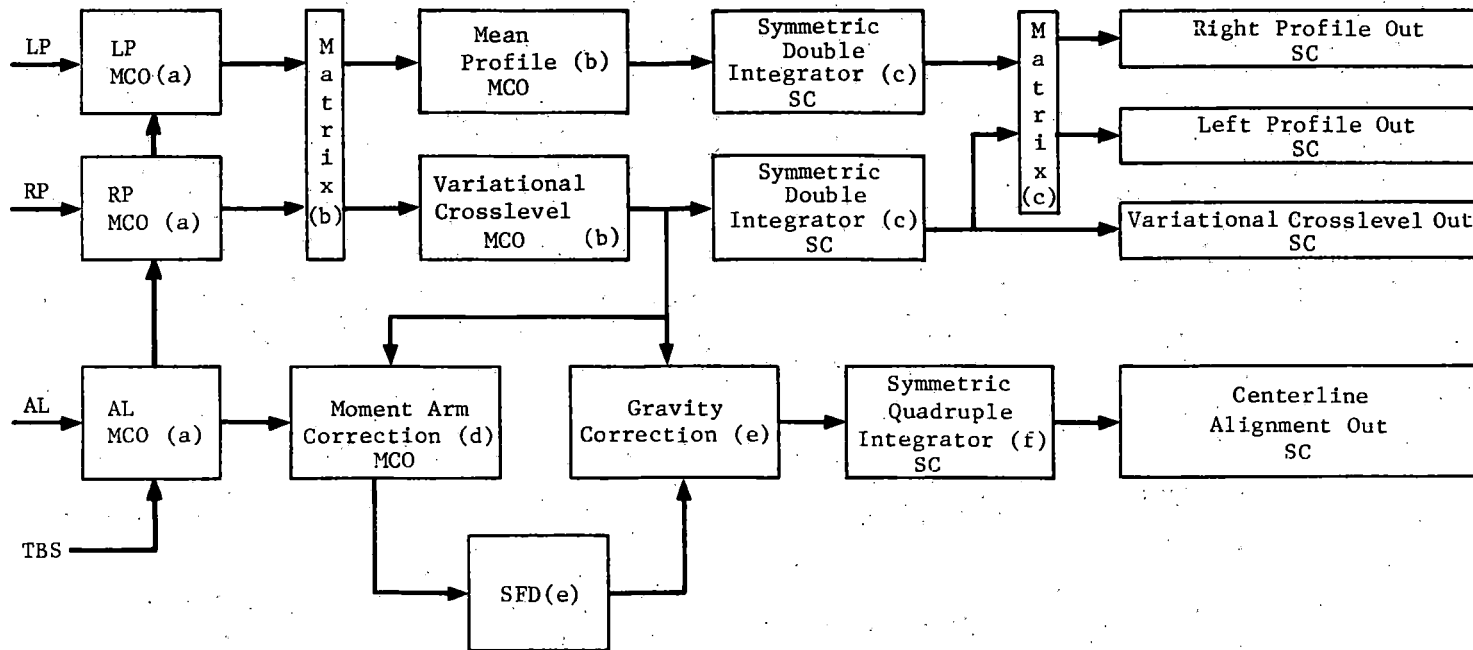 LP
LP
MCO (a)
M
a
t
r
i
x
(b)
Mean
Profile (b)
MCO
Symmetric
Double
Integrator (c)
SC
M
a
t
r
i
x
(c)
Right Profile Out
SC
Left Profile Out
SC
RP
RP
MCO (a)
Variational
Crosslevel
MCO (b)
Symmetric
Double
Integrator (c)
SC
Variational Crosslevel Out
SC
AL
AL
MCO (a)
Moment Arm
Correction (d)
MCO
Gravity
Correction (e)
Symmetric
Quadruple
Integrator (f)
SC
Centerline
Alignment Out
SC
TBS
SFD(e)